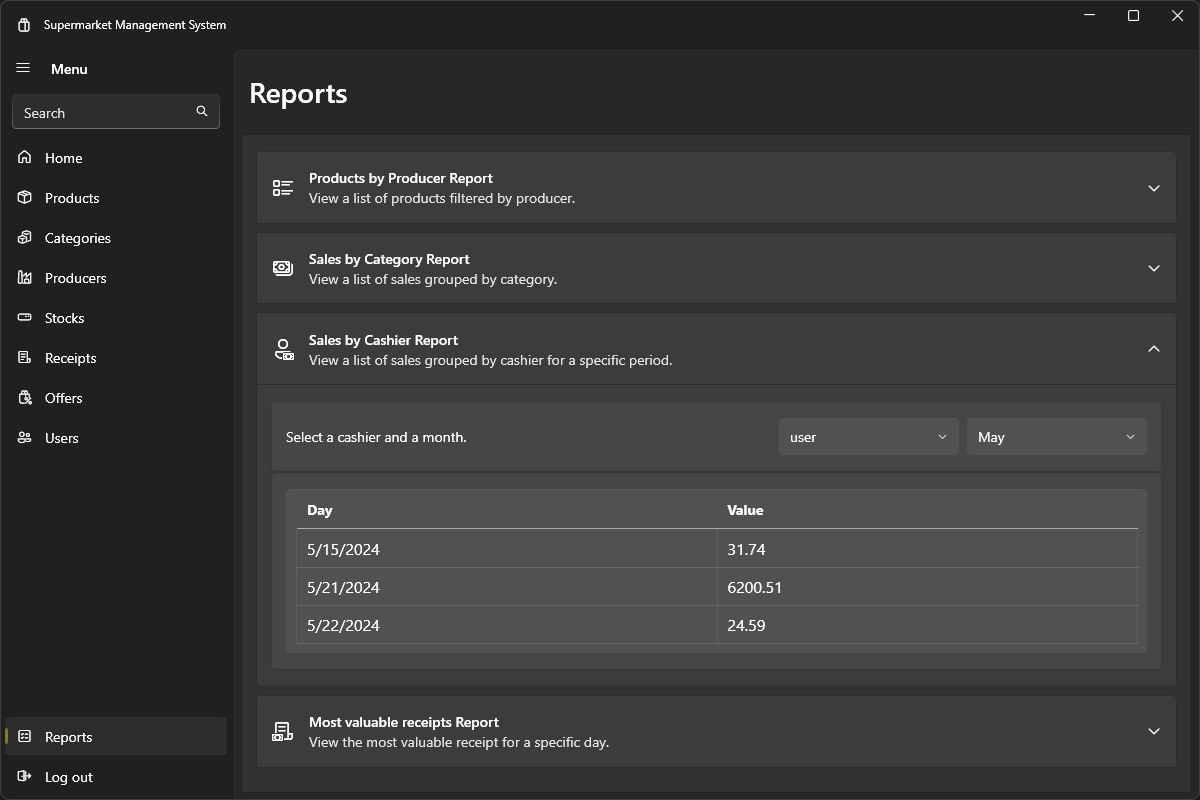 Supermarket Management System
Menu
Search
Home
Products
Categories
Producers
Stocks
Receipts
Offers
Users
Reports
Log out
Reports
Products by Producer Report
View a list of products filtered by producer.
Sales by Category Report
View a list of sales grouped by category.
Sales by Cashier Report
View a list of sales grouped by cashier for a specific period.
Select a cashier and a month. user May
Day Value
5/15/2024 31.74
5/21/2024 6200.51
5/22/2024 24.59
Most valuable receipts Report
View the most valuable receipt for a specific day.